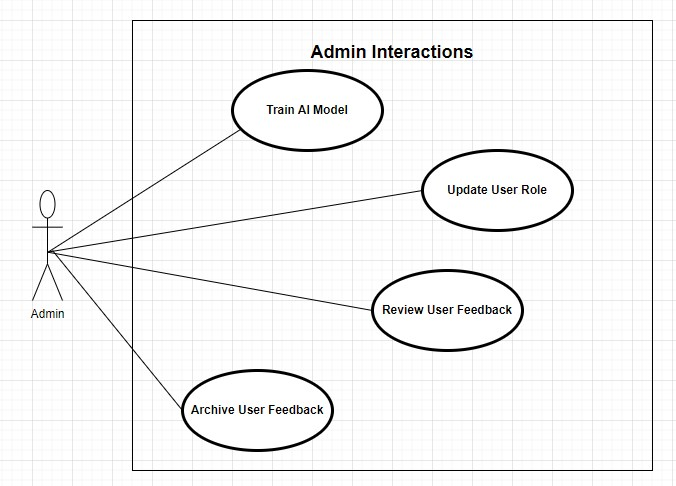 Admin Interactions
Train AI Model
Update User Role
Admin
Review User Feedback
Archive User Feedback